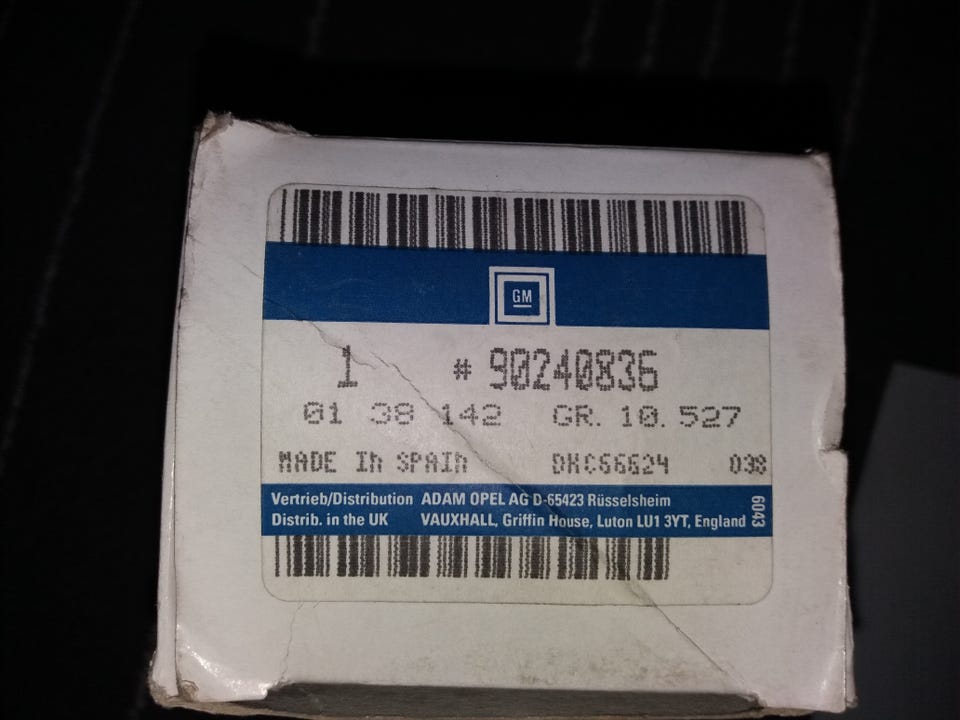 GM
1 # 90240836
01 38 142 GR. 10.527
MADE IN SPAIN DKC66624 038
Vertrieb/Distribution ADAM OPEL AG D-65423 Rüsselsheim
Distrib. in the UK VAUXHALL, Griffin House, Luton LU1 3YT, England
6043